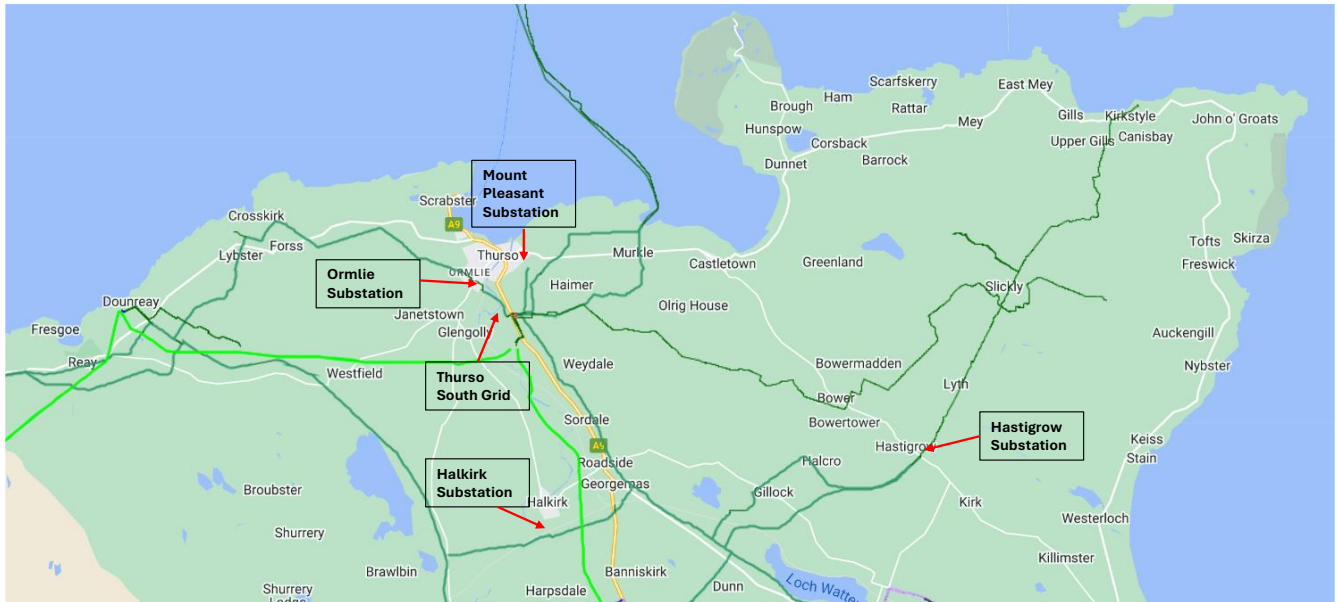 Scarfskerry
East Mey
Ham
Brough
Rattar
Gills
Kirkstyle
Mey
John o' Groats
Hunspow
Canisbay
Corsback
Upper Gills
Dunnet
Barrock
Mount
Pleasant
Substation
Scrabster
A9
Crosskirk
Forss
Lybster
Thurso
Murkle
Castletown
Greenland
Tofts
Skirza
Freswick
ORMLIE
Ormlie
Substation
Haimer
Slickly
Olrig House
Dounreay
Janetstown
Glengolly
Fresgoe
Auckengill
Reay
Westfield
Weydale
Bowermadden
Nybster
Thurso
South Grid
Lyth
Bower
Sordale
Bowertower
Hastigrow
Substation
Hastigrow
Keiss
Stain
Roadside
Halcro
Halkirk
Substation
Georgemas
Gillock
Broubster
Halkirk
Kirk
Westerloch
Shurrery
Killimster
Brawlbin
Banniskirk
Harpsdale
Dunn
Loch Watten
Shurrery